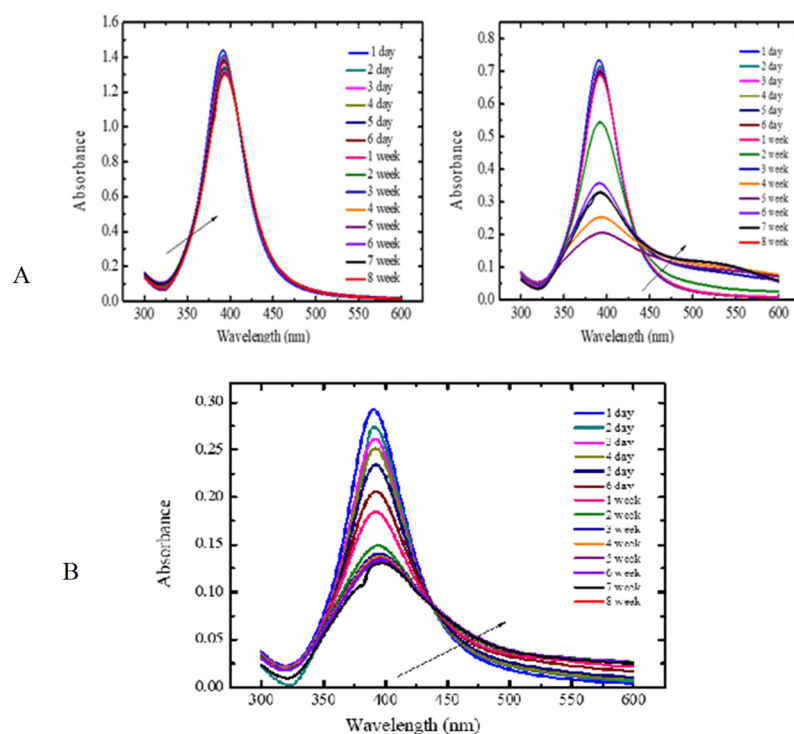 1.6
1.4
1.2
1.0
0.8
0.6
0.4
0.2
0.0
Absorbance
300 350 400 450 500 550 600
Wavelength (nm)
1 day
2 day
3 day
4 day
5 day
6 day
1 week
2 week
3 week
4 week
5 week
6 week
7 week
8 week
0.8
0.7
0.6
0.5
0.4
0.3
0.2
0.1
0.0
Absorbance
300 350 400 450 500 550 600
Wavelength (nm)
1 day
2 day
3 day
4 day
5 day
6 day
1 week
2 week
3 week
4 week
5 week
6 week
7 week
8 week
A
0.30
0.25
0.20
0.15
0.10
0.05
0.00
Absorbance
300 350 400 450 500 550 600
Wavelength (nm)
1 day
2 day
3 day
4 day
5 day
6 day
1 week
2 week
3 week
4 week
5 week
6 week
7 week
8 week
B